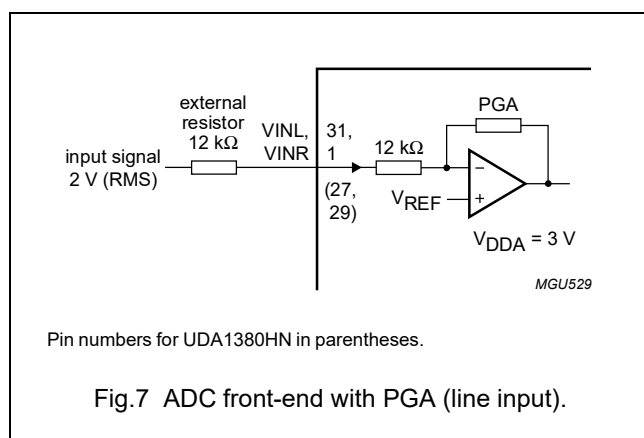 external
resistor
12 kΩ
input signal
2 V (RMS)
VINL,
VINR
31,
1
(27,
29)
12 kΩ
PGA
−
+
VREF
VDDA = 3 V
MGU529
Pin numbers for UDA1380HN in parentheses.
Fig.7 ADC front-end with PGA (line input).